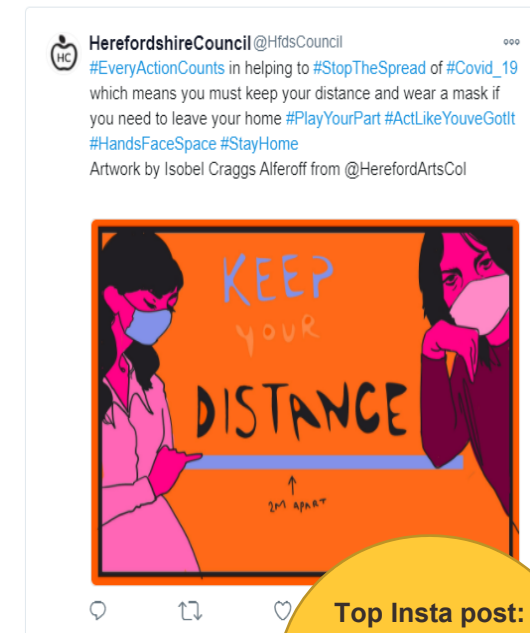 HC
HerefordshireCouncil @HfdsCouncil
#EveryActionCounts in helping to #StopTheSpread of #Covid_19
which means you must keep your distance and wear a mask if
you need to leave your home #PlayYourPart #ActLikeYouveGotIt
#HandsFaceSpace #StayHome
Artwork by Isobel Craggs Alferoff from @HerefordArtsCol
KEEP
YOUR
DISTANCE
2M APART
Top Insta post: